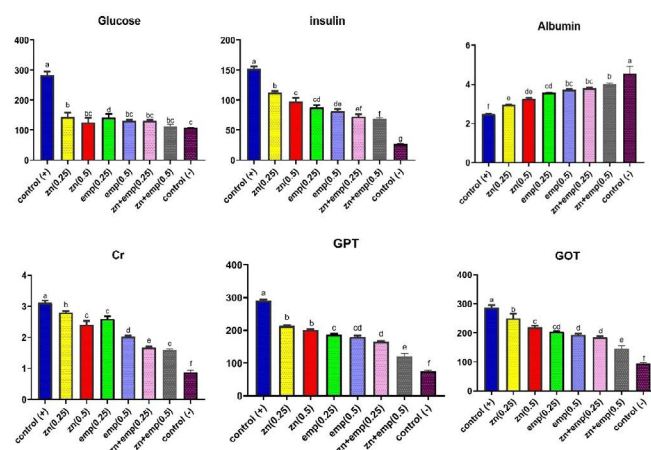 Glucose
400
300
200
100
0
a
b
bc
d
bc
bc
bc
c
control (+)
zn(0.25)
zn(0.5)
emp(0.25)
emp(0.5)
zn+emp(0.25)
zn+emp(0.5)
control (-)
insulin
200
150
100
50
0
a
b
c
cd
de
ef
f
g
control (+)
zn(0.25)
zn(0.5)
emp(0.25)
emp(0.5)
zn+emp(0.25)
zn+emp(0.5)
control (-)
Albumin
6
4
2
0
f
e
de
cd
bc
bc
b
a
control (+)
zn(0.25)
zn(0.5)
emp(0.25)
emp(0.5)
zn+emp(0.25)
zn+emp(0.5)
control (-)
Cr
4
3
2
1
0
a
h
c
c
d
e
c
f
control (+)
zn(0.25)
zn(0.5)
emp(0.25)
emp(0.5)
zn+emp(0.25)
zn+emp(0.5)
control (-)
GPT
400
300
200
100
0
a
b
b
c
d
d
e
f
control (+)
zn(0.25)
zn(0.5)
emp(0.25)
emp(0.5)
zn+emp(0.25)
zn+emp(0.5)
control (-)
GOT
400
300
200
100
0
a
b
c
d
d
d
e
f
control (+)
zn(0.25)
zn(0.5)
emp(0.25)
emp(0.5)
zn+emp(0.25)
zn+emp(0.5)
control (-)